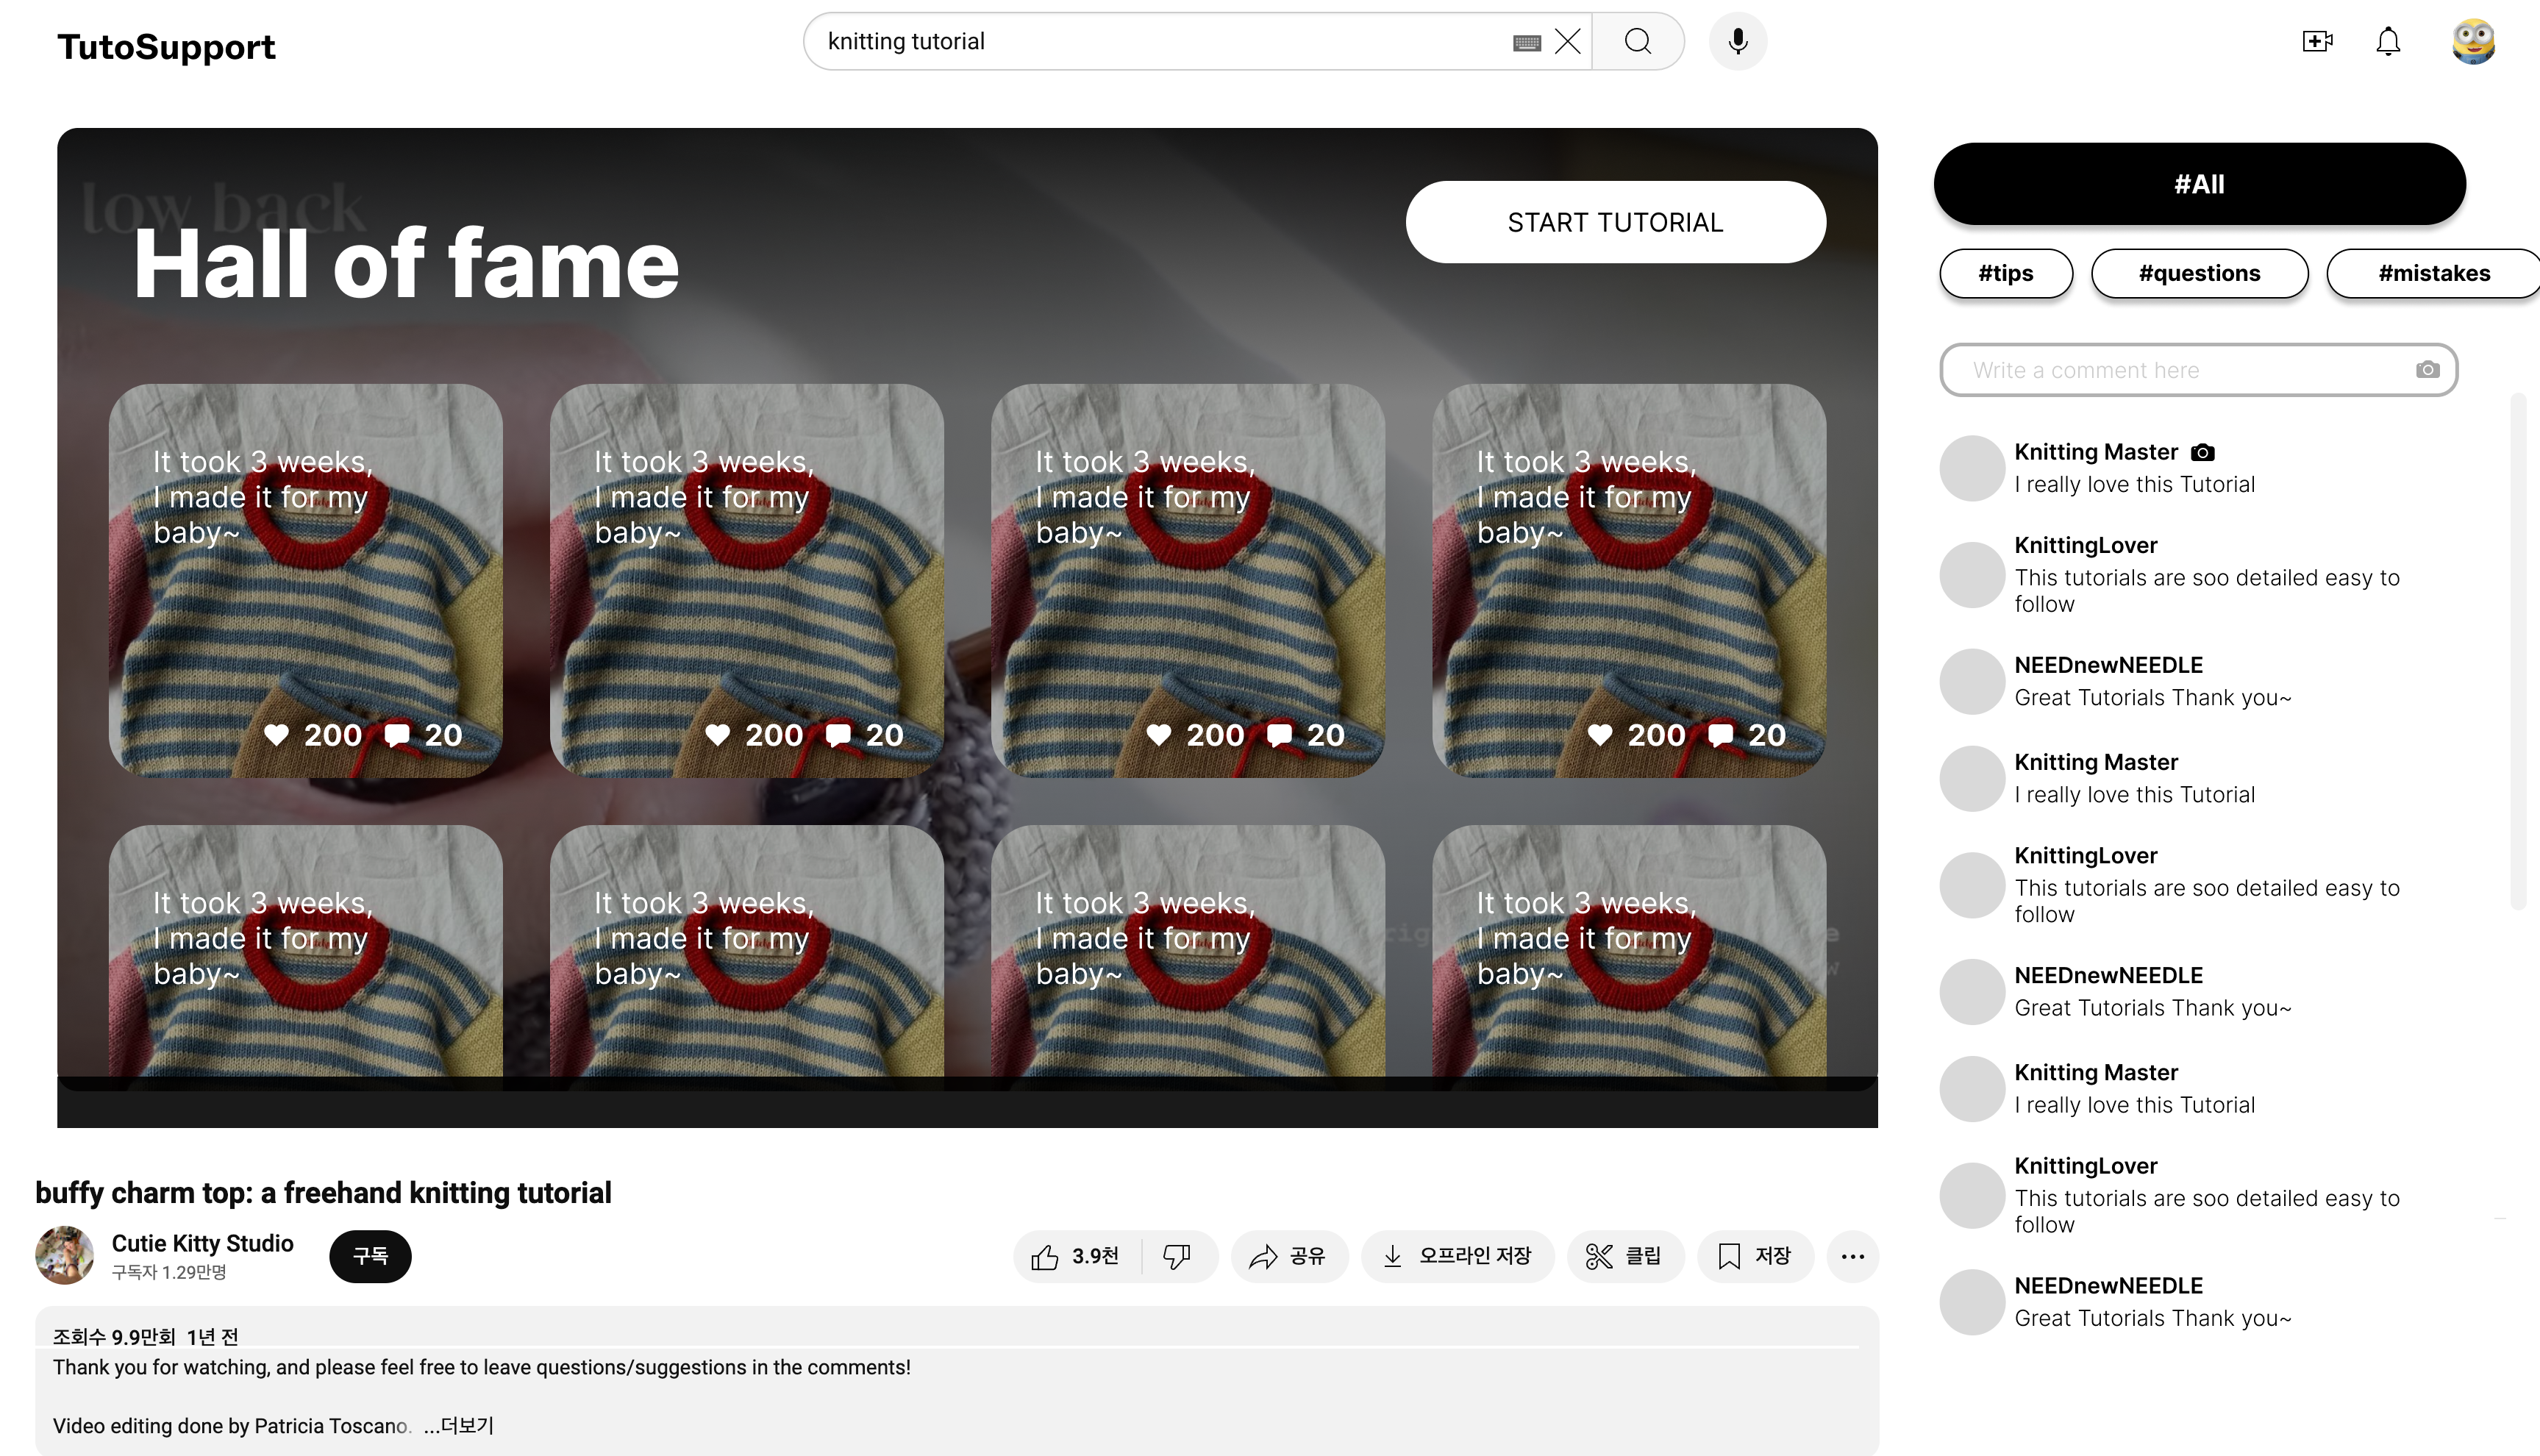 TutoSupport
knitting tutorial
low back
Hall of fame
START TUTORIAL
It took 3 weeks,
I made it for my
baby~
200 20
It took 3 weeks,
I made it for my
baby~
200 20
It took 3 weeks,
I made it for my
baby~
200 20
It took 3 weeks,
I made it for my
baby~
200 20
It took 3 weeks,
I made it for my
baby~
It took 3 weeks,
I made it for my
baby~
It took 3 weeks,
I made it for my
baby~
It took 3 weeks,
I made it for my
baby~
buffy charm top: a freehand knitting tutorial
Cutie Kitty Studio
구독자 1.29만명
구독
3.9천
공유
오프라인 저장
클립
저장
조회수 9.9만회 1년 전
Thank you for watching, and please feel free to leave questions/suggestions in the comments!
Video editing done by Patricia Toscano. ...더보기
#All
#tips #questions #mistakes
Write a comment here
Knitting Master
I really love this Tutorial
KnittingLover
This tutorials are soo detailed easy to
follow
NEEDnewNEEDLE
Great Tutorials Thank you~
Knitting Master
I really love this Tutorial
KnittingLover
This tutorials are soo detailed easy to
follow
NEEDnewNEEDLE
Great Tutorials Thank you~
Knitting Master
I really love this Tutorial
KnittingLover
This tutorials are soo detailed easy to
follow
NEEDnewNEEDLE
Great Tutorials Thank you~